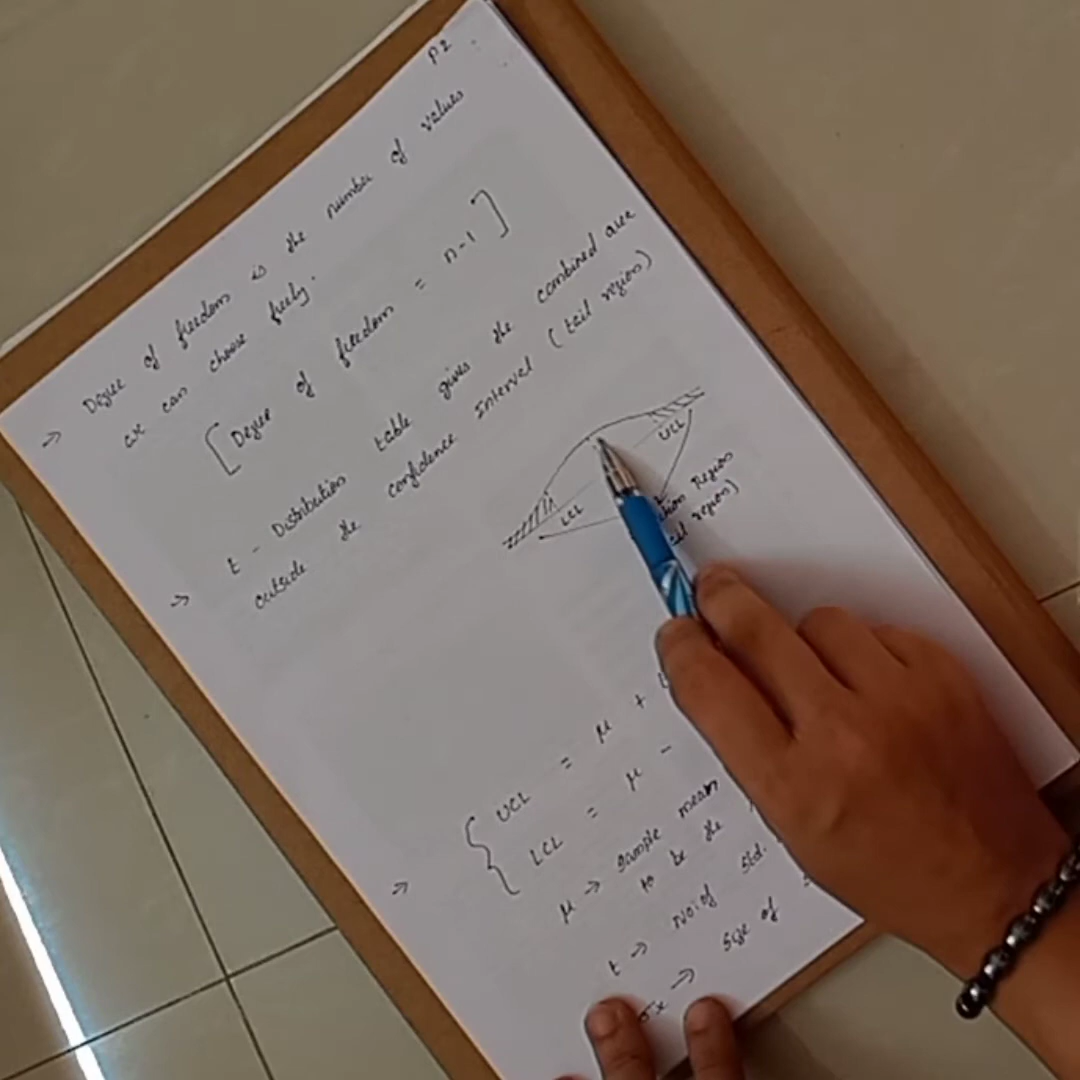 P2
→ Degree of freedom is the number of values
we can choose freely.
[Degree of freedom = n-1]
→ t - Distribution table gives the combined area
outside the confidence Interval (tail region)
UCL
LCL
Region
region)
→ UCL = μ +
LCL = μ -
μ → sample mean
to be the
t → No: of std.
σx → Size of